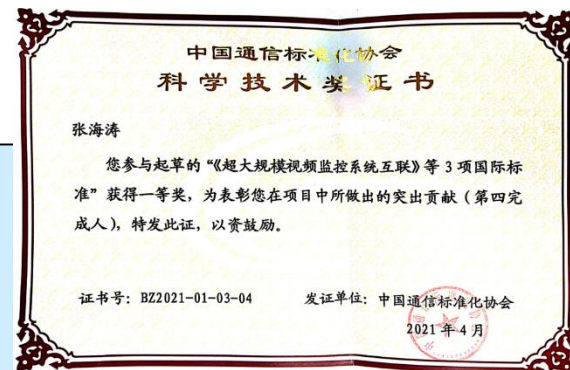 中国通信标准化协会
科学技术奖证书
张海涛
您参与起草的“《超大规模视频监控系统互联》等 3 项国际标
准”获得一等奖，为表彰您在项目中所做出的突出贡献（第四完
成人），特发此证，以资鼓励。
证书号：BZ2021-01-03-04
发证单位：中国通信标准化协会
2021 年 4 月